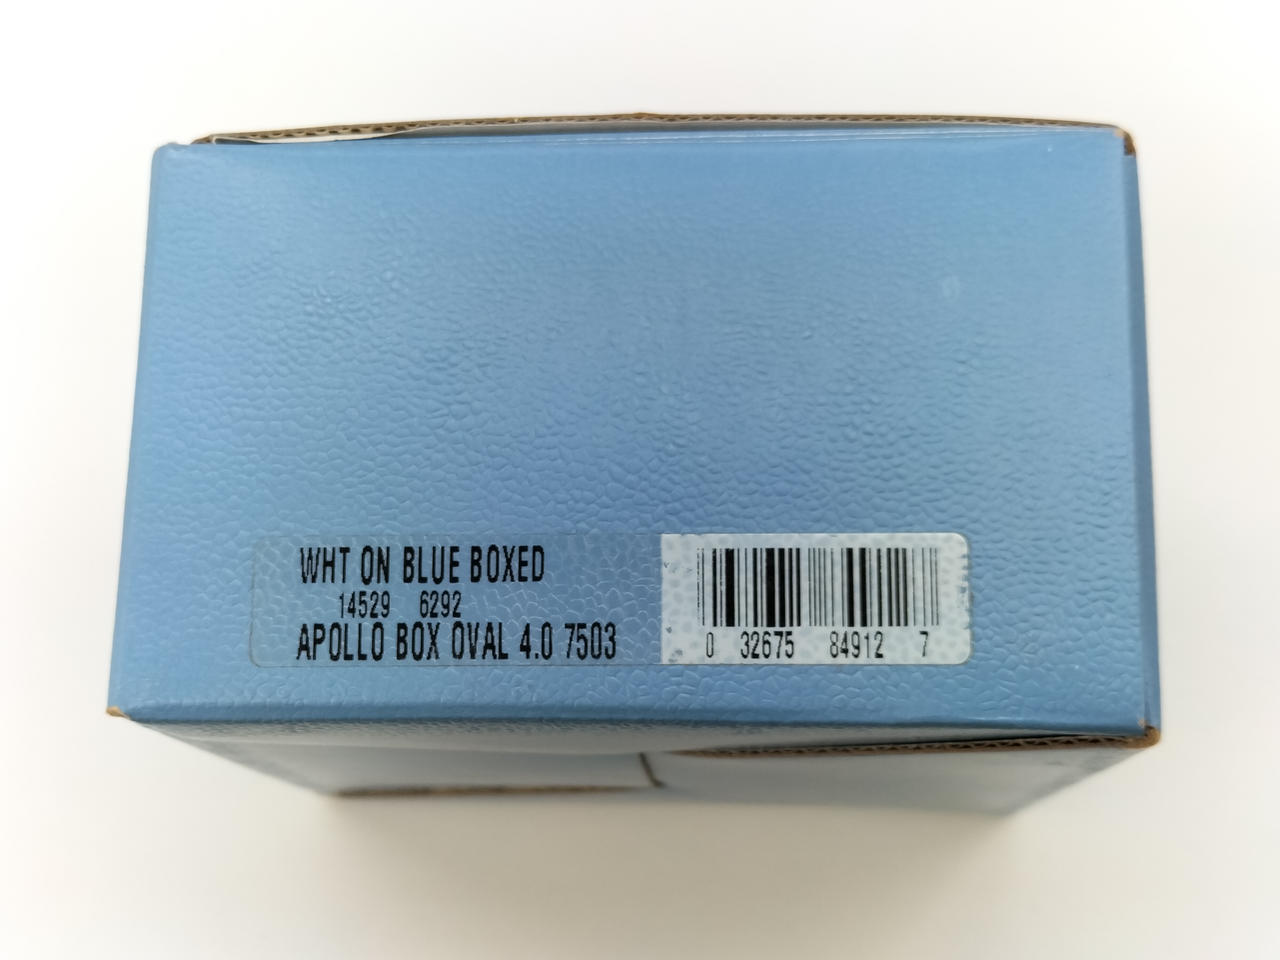 WHT ON BLUE BOXED
14529 6292
APOLLO BOX OVAL 4.0 7503
0 32675 84912 7